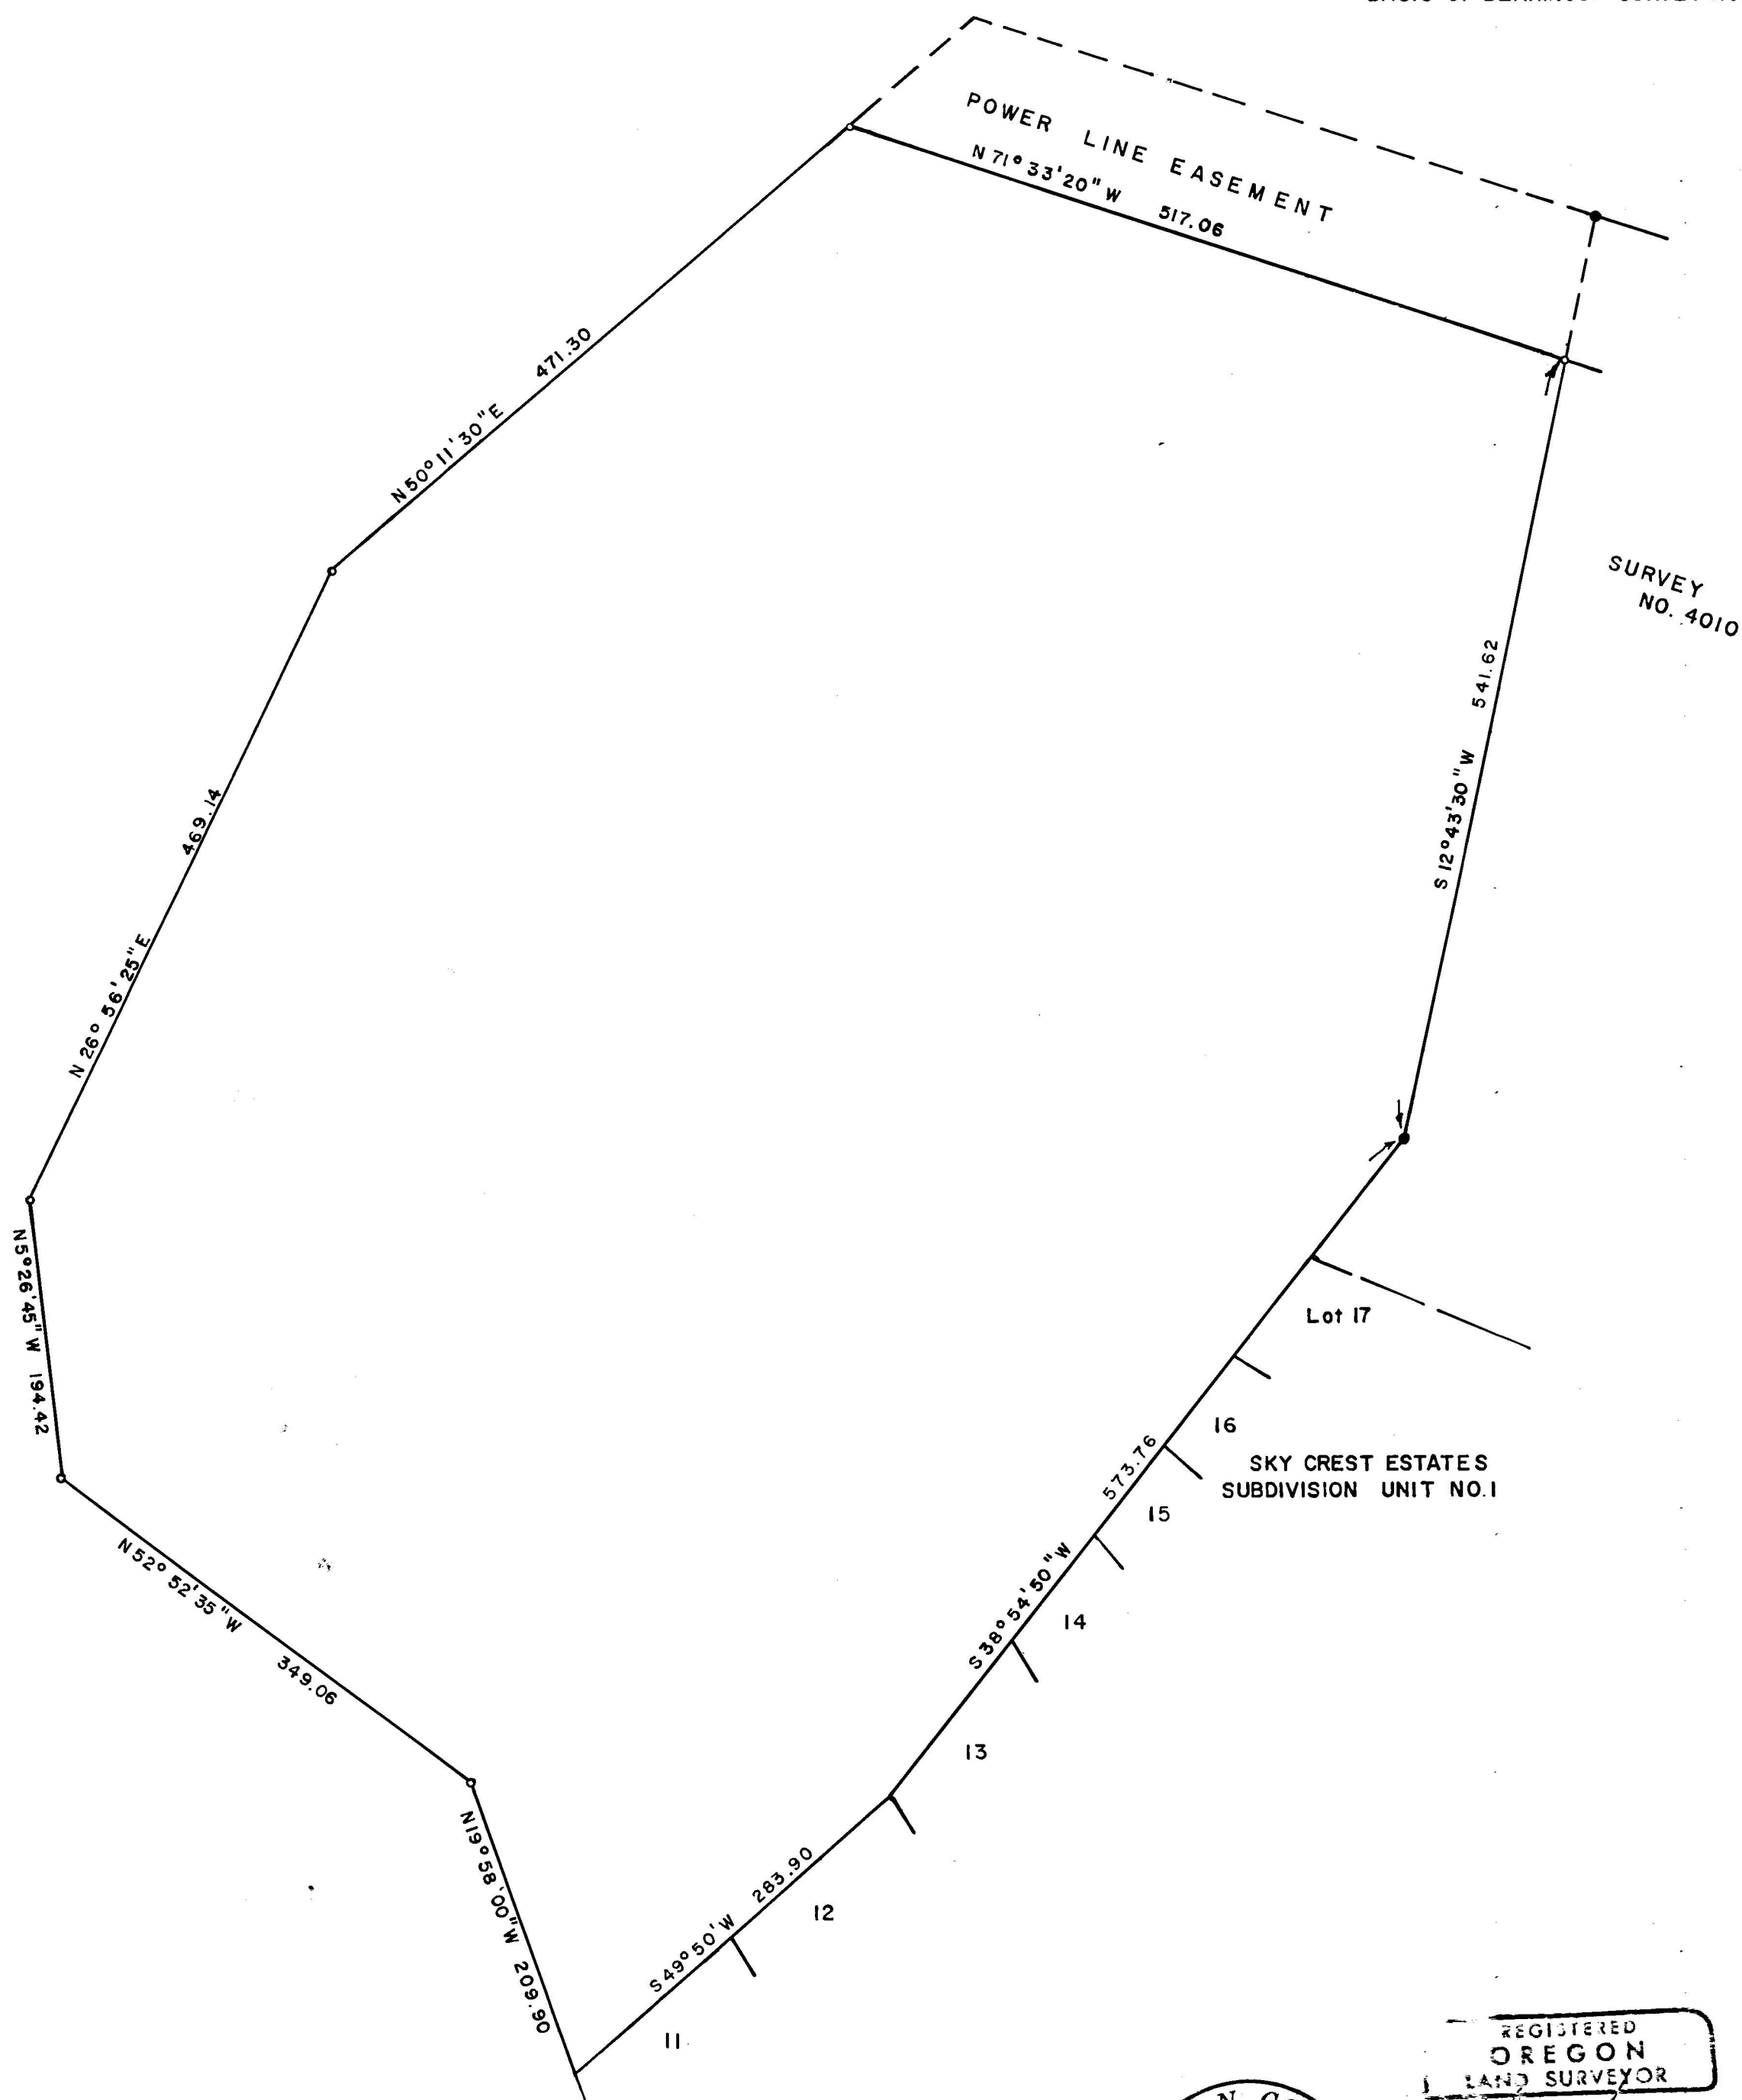 POWER LINE EASEMENT
N 71° 33' 20" W 517.06
471.30
N 50° 11' 30" E
SURVEY
NO. 4010
541.62
S 12° 43' 30" W
469.14
N 26° 56' 25" E
N 5° 26' 45" W 194.42
Lot 17
16
573.76
SKY CREST ESTATES
SUBDIVISION UNIT NO. 1
15
S 38° 54' 50" W
14
N 52° 52' 35" W
349.06
13
N 19° 58' 00" W 209.90
283.90
S 49° 50' W
12
11
REGISTERED
OREGON
LAND SURVEYOR